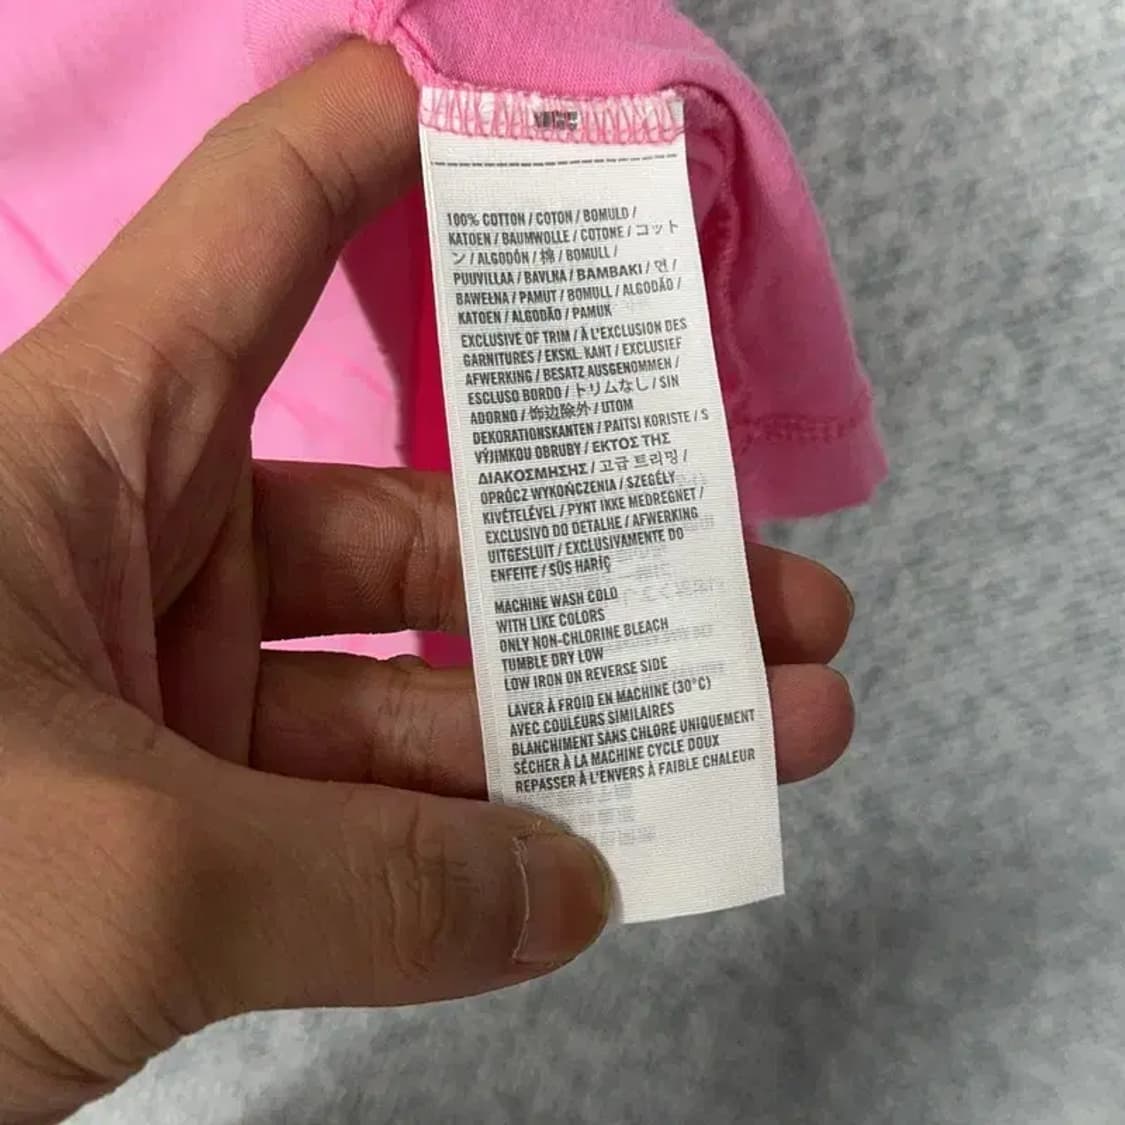 100% COTTON / COTON / BOMULD /
KATOEN / BAUMWOLLE / COTONE / コット
ン / ALGODÓN / 棉 / BOMULL /
PUUVILLAA / BAVLNA / BAMBAKI / 면 /
BAWEŁNA / PAMUT / BOMULL / ALGODÃO /
KATOEN / ALGODÃO / PAMUK
EXCLUSIVE OF TRIM / À L'EXCLUSION DES
GARNITURES / EKSKL. KANT / EXCLUSIEF
AFWERKING / BESATZ AUSGENOMMEN /
ESCLUSO BORDO / トリムなし / SIN
ADORNO / 饰边除外 / UTOM
DEKORATIONSKANTEN / PAITSI KORISTE / S
VÝJIMKOU OBRUBY / ΕΚΤΟΣ ΤΗΣ
ΔΙΑΚΟΣΜΗΣΗΣ / 고급 트리밍 /
OPRÓCZ WYKOŃCZENIA / SZEGÉLY
KIVÉTELÉVEL / PYNT IKKE MEDREGNET /
EXCLUSIVO DO DETALHE / AFWERKING
UITGESLUIT / EXCLUSIVAMENTE DO
ENFEITE / SÜS HARİÇ
MACHINE WASH COLD
WITH LIKE COLORS
ONLY NON-CHLORINE BLEACH
TUMBLE DRY LOW
LOW IRON ON REVERSE SIDE
LAVER À FROID EN MACHINE (30°C)
AVEC COULEURS SIMILAIRES
BLANCHIMENT SANS CHLORE UNIQUEMENT
SÉCHER À LA MACHINE CYCLE DOUX
REPASSER À L'ENVERS À FAIBLE CHALEUR